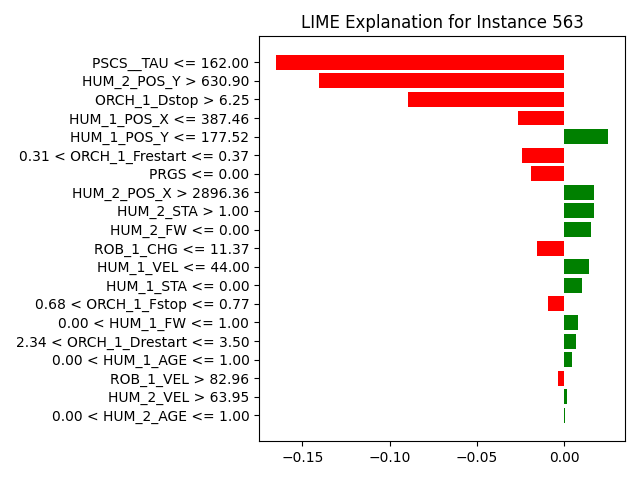 LIME Explanation for Instance 563
PSCS__TAU <= 162.00
HUM_2_POS_Y > 630.90
ORCH_1_Dstop > 6.25
HUM_1_POS_X <= 387.46
HUM_1_POS_Y <= 177.52
0.31 < ORCH_1_Frestart <= 0.37
PRGS <= 0.00
HUM_2_POS_X > 2896.36
HUM_2_STA > 1.00
HUM_2_FW <= 0.00
ROB_1_CHG <= 11.37
HUM_1_VEL <= 44.00
HUM_1_STA <= 0.00
0.68 < ORCH_1_Fstop <= 0.77
0.00 < HUM_1_FW <= 1.00
2.34 < ORCH_1_Drestart <= 3.50
0.00 < HUM_1_AGE <= 1.00
ROB_1_VEL > 82.96
HUM_2_VEL > 63.95
0.00 < HUM_2_AGE <= 1.00
−0.15 −0.10 −0.05 0.00